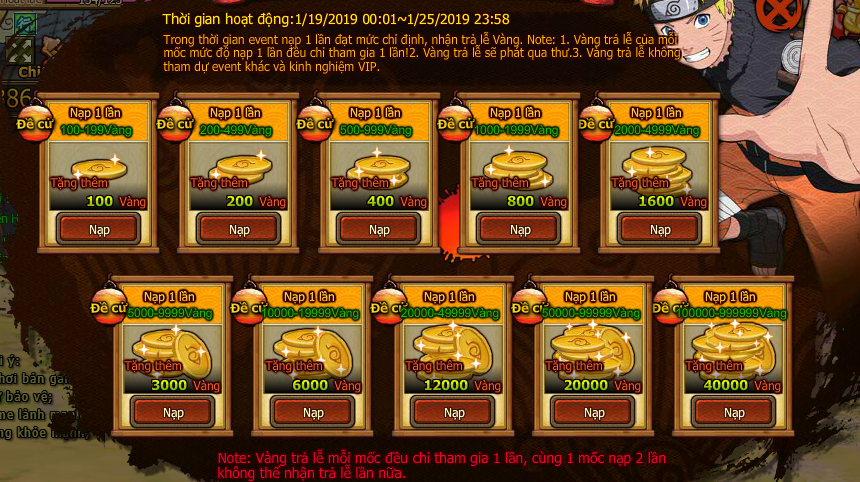 Thời gian hoạt động:1/19/2019 00:01~1/25/2019 23:58
Trong thời gian event nạp 1 lần đạt mức chỉ định, nhận trả lễ Vàng. Note: 1. Vàng trả lễ của mỗi
mốc mức độ nạp 1 lần đều chỉ tham gia 1 lần!2. Vàng trả lễ sẽ phát qua thư.3. Vàng trả lễ không
tham dự event khác và kinh nghiệm VIP.
Chi
Đề cử Nạp 1 lần Đề cử Nạp 1 lần Đề cử Nạp 1 lần Đề cử Nạp 1 lần Đề cử Nạp 1 lần
100-199Vàng 200-499Vàng 500-999Vàng 1000-1999Vàng 2000-4999Vàng
Tặng thêm Tặng thêm Tặng thêm Tặng thêm Tặng thêm
100 Vàng 200 Vàng 400 Vàng 800 Vàng 1600 Vàng
Nạp Nạp Nạp Nạp Nạp
Đề cử Nạp 1 lần Đề cử Nạp 1 lần Đề cử Nạp 1 lần Đề cử Nạp 1 lần Đề cử Nạp 1 lần
5000-9999Vàng 10000-19999Vàng 20000-49999Vàng 50000-99999Vàng 100000-999999Vàng
Tặng thêm Tặng thêm Tặng thêm Tặng thêm Tặng thêm
3000 Vàng 6000 Vàng 12000 Vàng 20000 Vàng 40000 Vàng
Nạp Nạp Nạp Nạp Nạp
Note: Vàng trả lễ mỗi mốc đều chỉ tham gia 1 lần, cùng 1 mốc nạp 2 lần
không thể nhận trả lễ lần nữa.